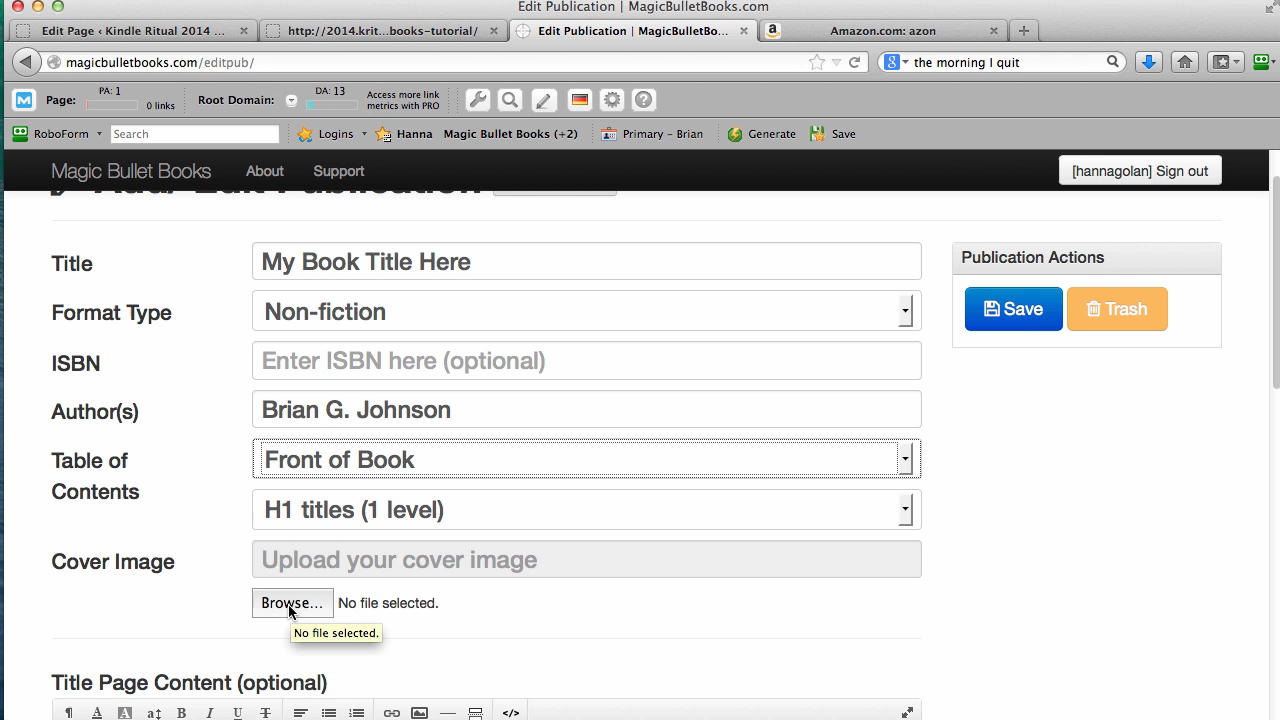 Edit Publication | MagicBulletBooks.com
Edit Page ‹ Kindle Ritual 2014 ...
http://2014.krit...books-tutorial/
Edit Publication | MagicBulletBo...
Amazon.com: azon
magicbulletbooks.com/editpub/
the morning I quit
Page:
PA: 1
0 links
Root Domain:
DA: 13
Access more link
metrics with PRO
RoboForm
Search
Logins
Hanna
Magic Bullet Books (+2)
Primary - Brian
Generate
Save
Magic Bullet Books
About
Support
[hannagolan] Sign out
Add/ Edit Publication
Title
My Book Title Here
Publication Actions
Save
Trash
Format Type
Non-fiction
ISBN
Enter ISBN here (optional)
Author(s)
Brian G. Johnson
Table of
Contents
Front of Book
H1 titles (1 level)
Cover Image
Upload your cover image
Browse...
No file selected.
No file selected.
Title Page Content (optional)